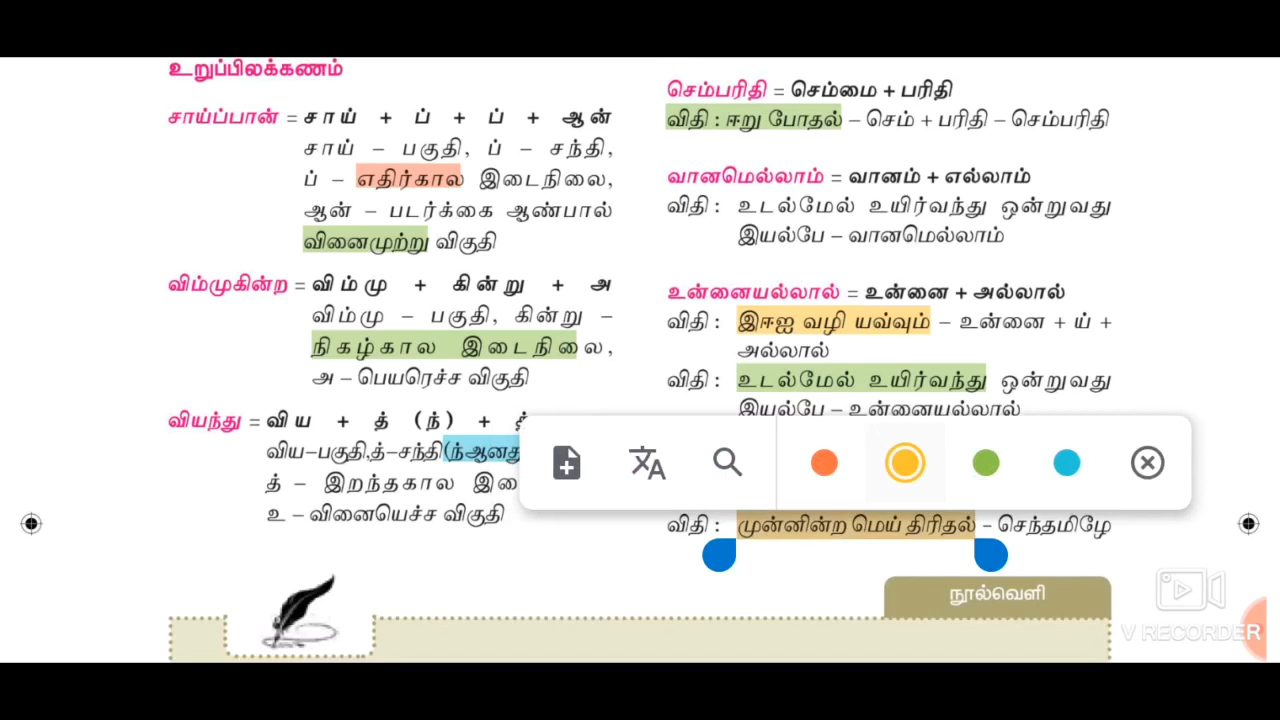 உறுப்பிலக்கணம்
சாய்ப்பான் = சாய் + ப் + ப் + ஆன்
சாய் – பகுதி, ப் – சந்தி,
ப் – எதிர்கால இடைநிலை,
ஆன் – படர்க்கை ஆண்பால்
வினைமுற்று விகுதி
விம்முகின்ற = விம்மு + கின்று + அ
விம்மு – பகுதி, கின்று –
நிகழ்கால இடைநிலை,
அ – பெயரெச்ச விகுதி
வியந்து = விய + த் (ந்) +
விய–பகுதி,த்–சந்தி(ந்ஆனது
த் – இறந்தகால
உ – வினையெச்ச விகுதி
செம்பரிதி = செம்மை + பரிதி
விதி : ஈறு போதல் – செம் + பரிதி – செம்பரிதி
வானமெல்லாம் = வானம் + எல்லாம்
விதி : உடல்மேல் உயிர்வந்து ஒன்றுவது
இயல்பே – வானமெல்லாம்
உன்னையல்லால் = உன்னை + அல்லால்
விதி : இஈஐ வழி யவ்வும் – உன்னை + ய் +
அல்லால்
விதி : உடல்மேல் உயிர்வந்து ஒன்றுவது
இயல்பே – உன்னையல்லால்
விதி : முன்னின்ற மெய் திரிதல் – செந்தமிழே
நூல்வெளி
V RECORDER